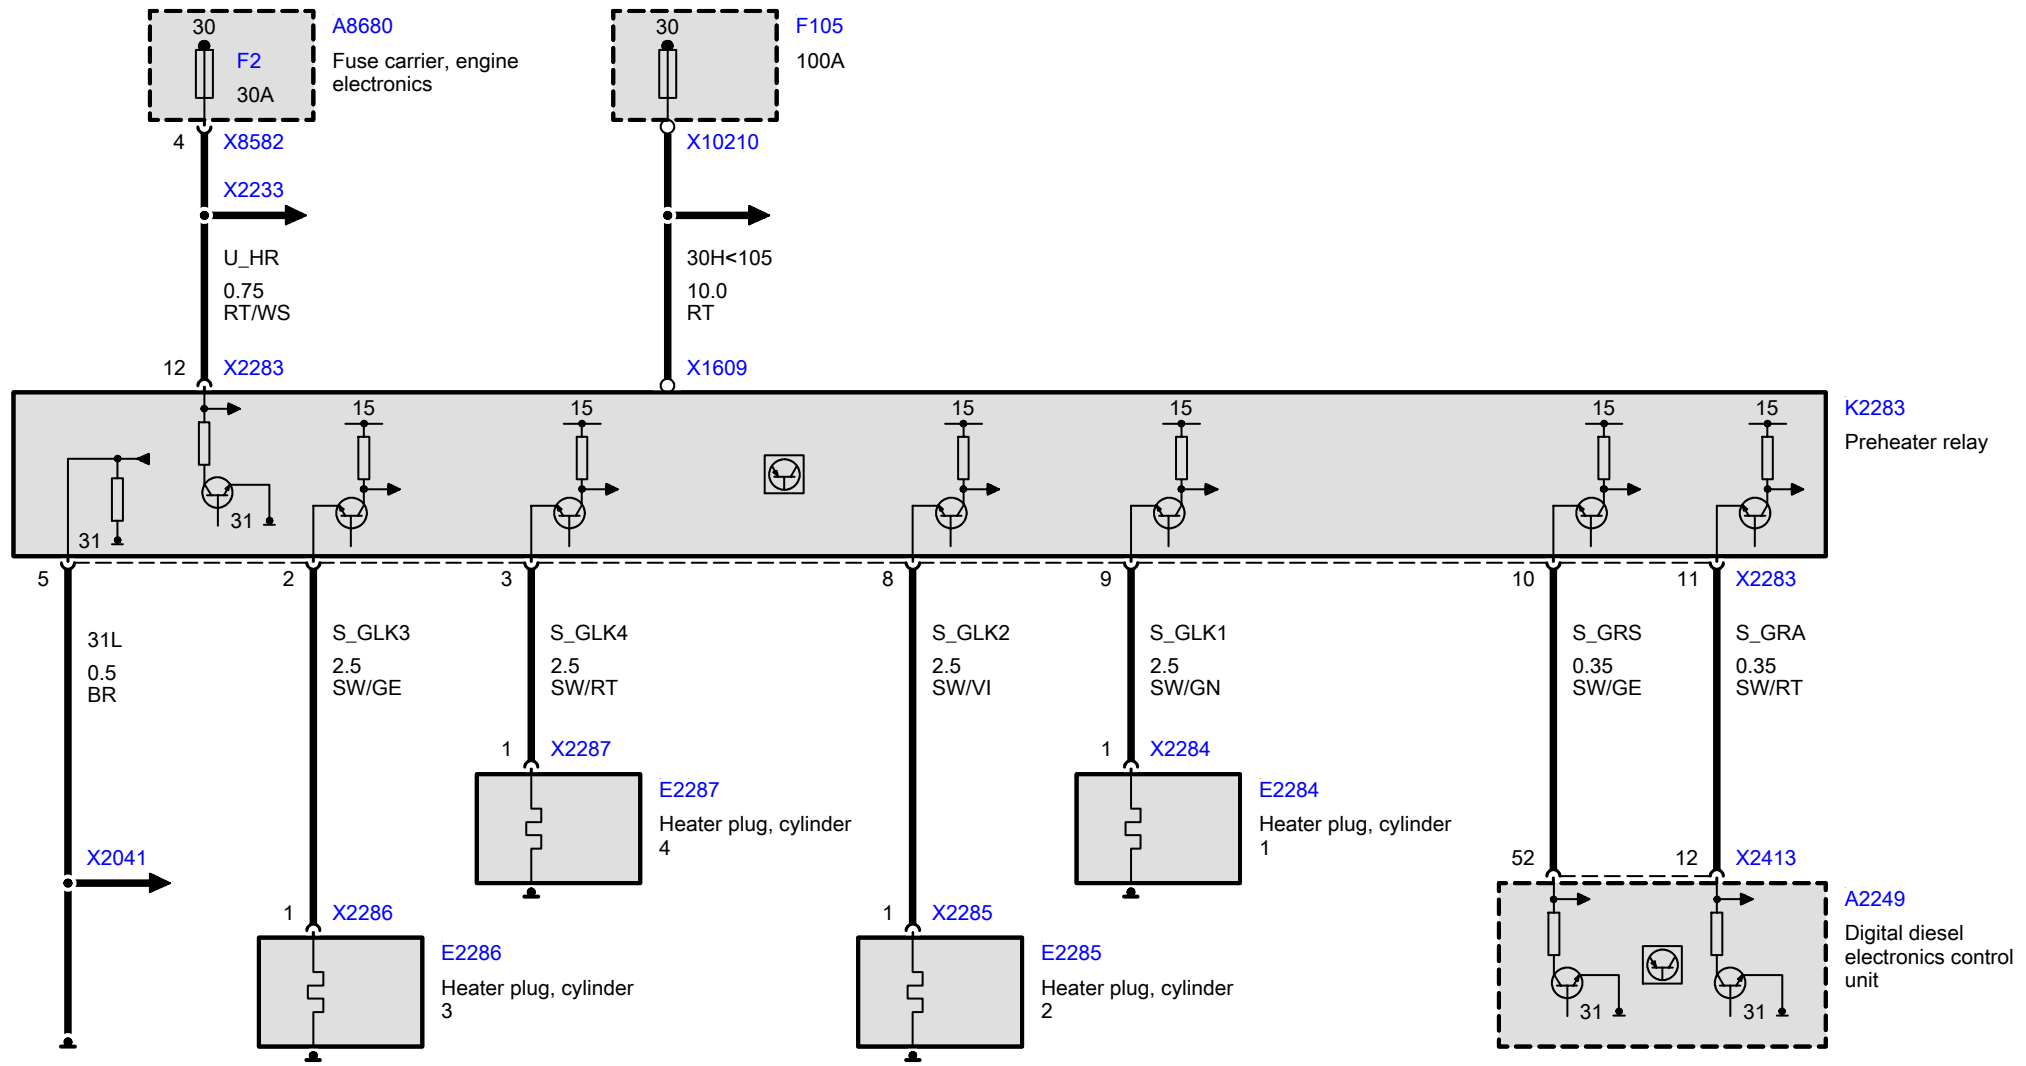 30
A8680
F2
Fuse carrier, engine
electronics
30A
30
F105
100A
4
X8582
X10210
X2233
U_HR
0.75
RT/WS
30H<105
10.0
RT
12
X2283
X1609
15
15
15
15
15
15
K2283
Preheater relay
31
31
5
2
3
8
9
10
11
X2283
31L
0.5
BR
S_GLK3
2.5
SW/GE
S_GLK4
2.5
SW/RT
S_GLK2
2.5
SW/VI
S_GLK1
2.5
SW/GN
S_GRS
0.35
SW/GE
S_GRA
0.35
SW/RT
1
X2287
1
X2284
E2287
Heater plug, cylinder
4
E2284
Heater plug, cylinder
1
X2041
52
12
X2413
1
X2286
1
X2285
E2286
Heater plug, cylinder
3
E2285
Heater plug, cylinder
2
A2249
Digital diesel
electronics control
unit
31
31